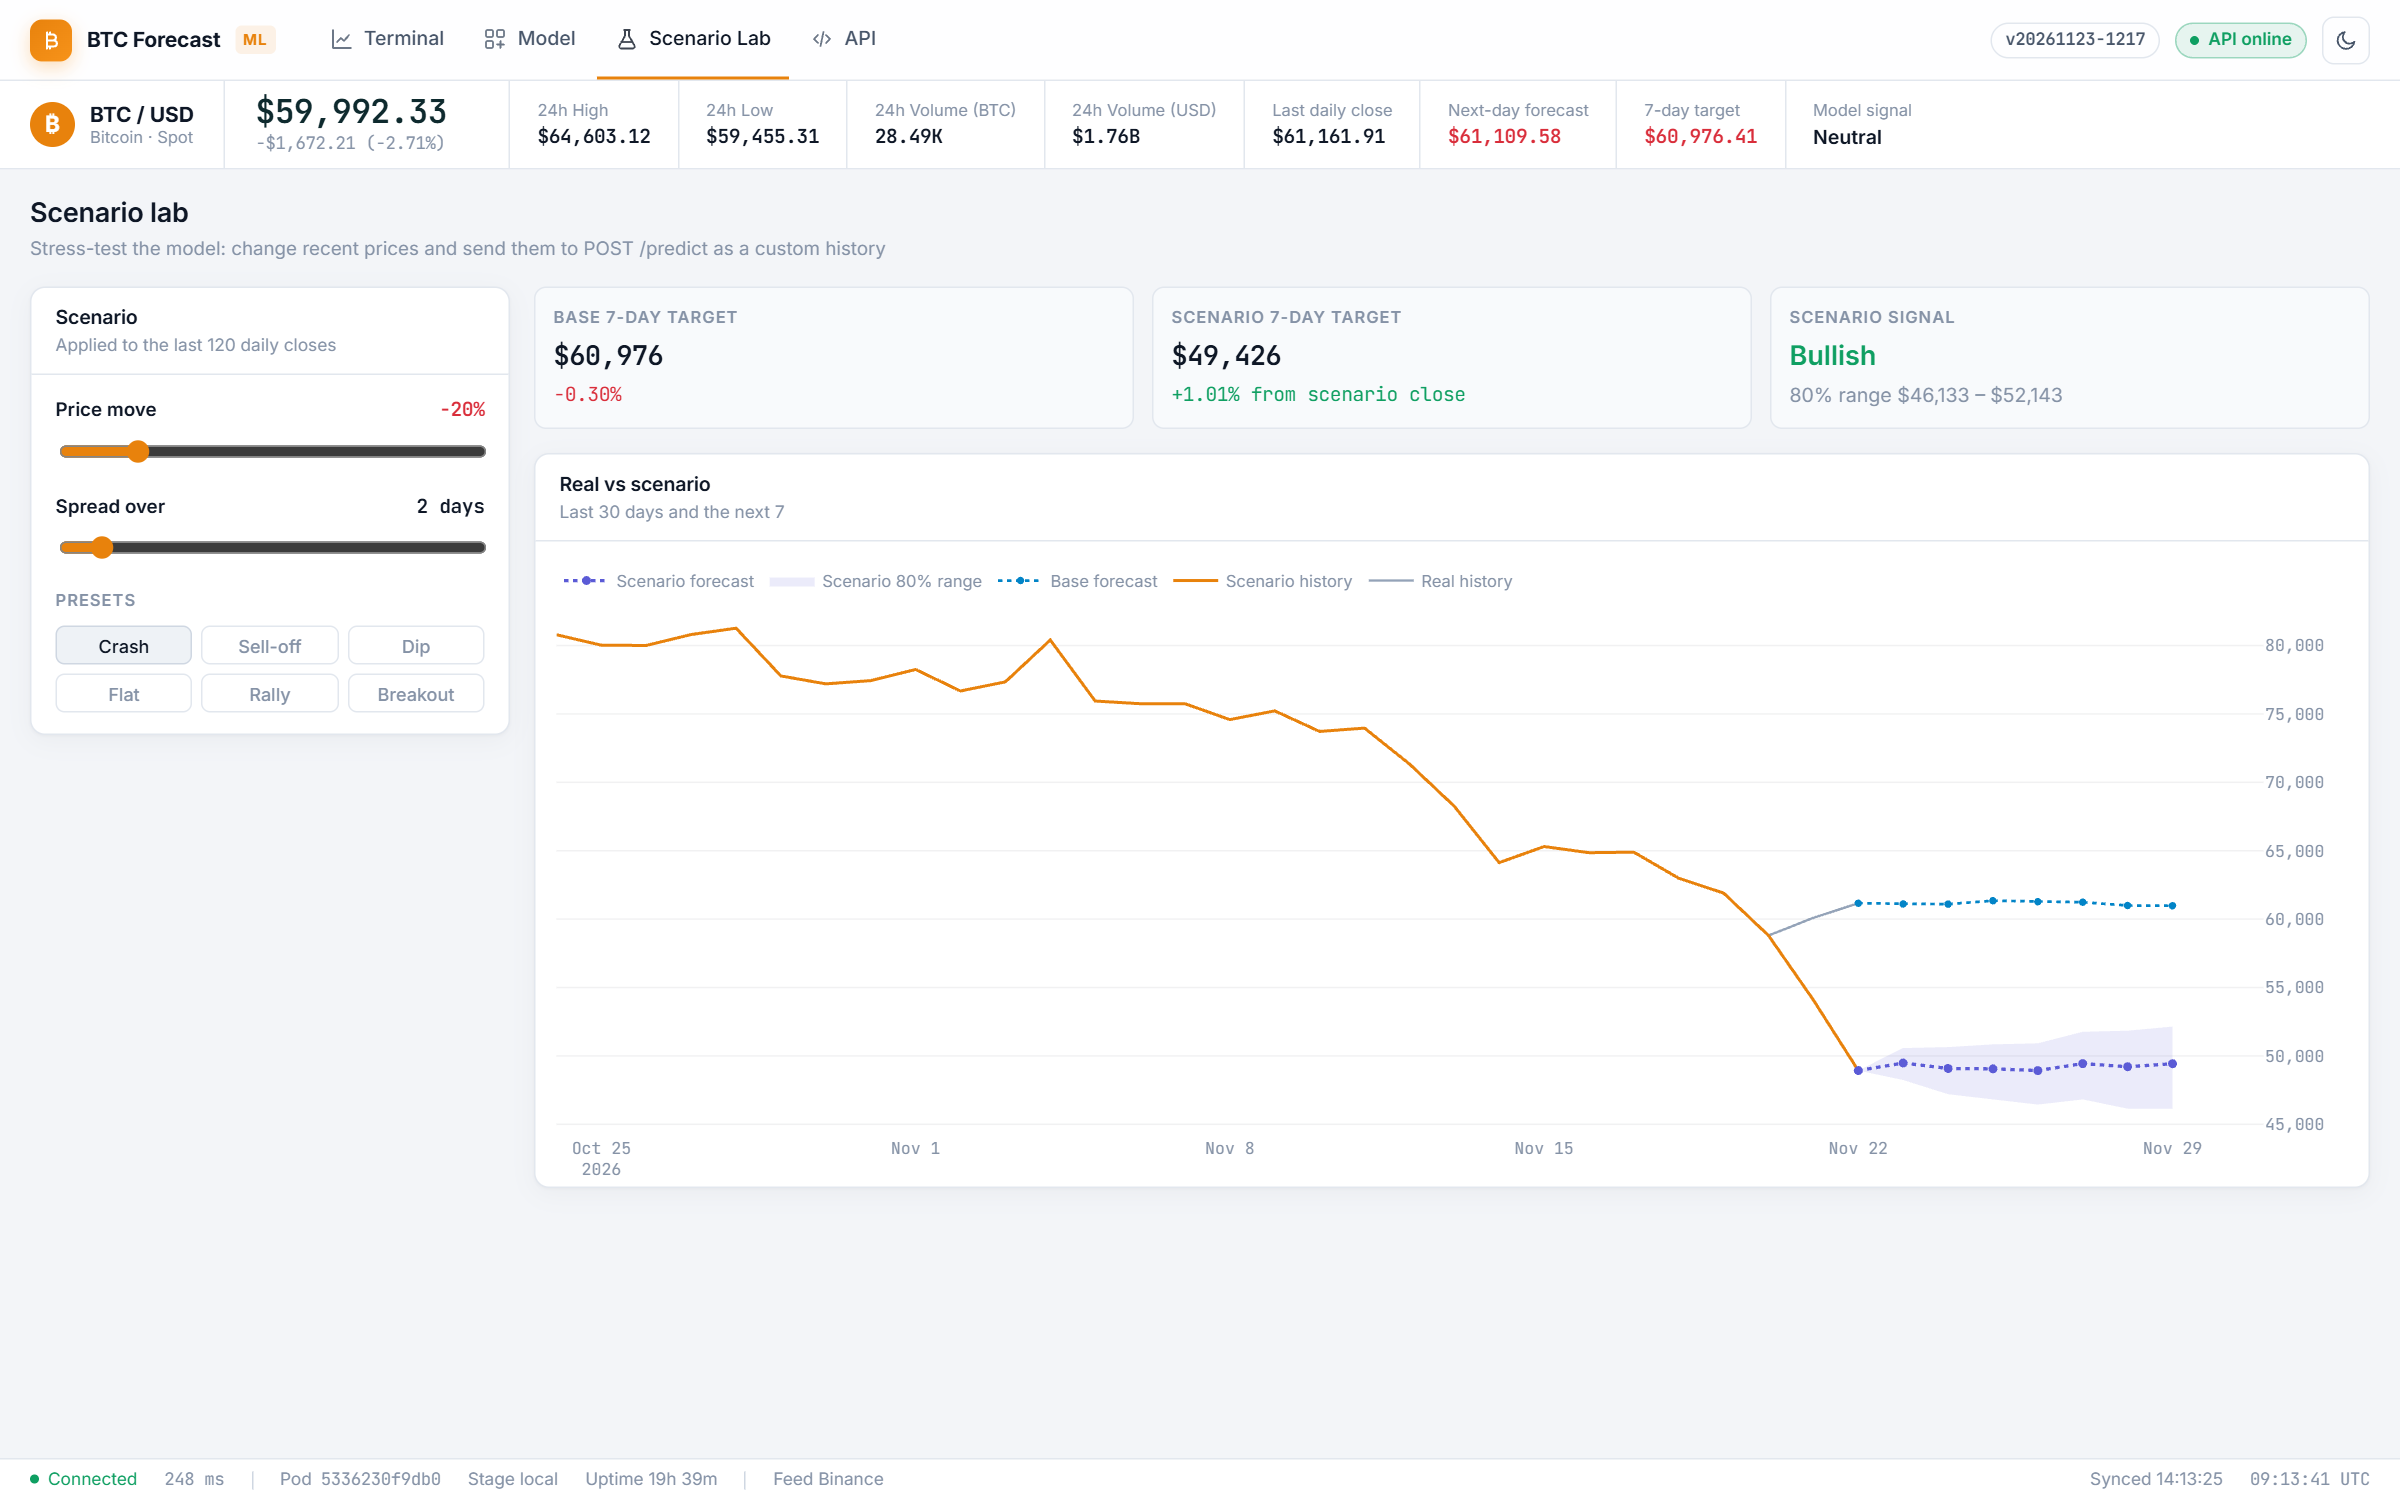 BTC Forecast ML
Terminal
Model
Scenario Lab
API
v20261123-1217
API online
BTC / USD
Bitcoin · Spot
$59,992.33
-$1,672.21 (-2.71%)
24h High
$64,603.12
24h Low
$59,455.31
24h Volume (BTC)
28.49K
24h Volume (USD)
$1.76B
Last daily close
$61,161.91
Next-day forecast
$61,109.58
7-day target
$60,976.41
Model signal
Neutral
Scenario lab
Stress-test the model: change recent prices and send them to POST /predict as a custom history
Scenario
Applied to the last 120 daily closes
Price move -20%
Spread over 2 days
PRESETS
Crash Sell-off Dip
Flat Rally Breakout
BASE 7-DAY TARGET
$60,976
-0.30%
SCENARIO 7-DAY TARGET
$49,426
+1.01% from scenario close
SCENARIO SIGNAL
Bullish
80% range $46,133 – $52,143
Real vs scenario
Last 30 days and the next 7
Scenario forecast Scenario 80% range Base forecast Scenario history Real history
80,000
75,000
70,000
65,000
60,000
55,000
50,000
45,000
Oct 25 Nov 1 Nov 8 Nov 15 Nov 22 Nov 29
2026
Connected 248 ms Pod 5336230f9db0 Stage local Uptime 19h 39m Feed Binance Synced 14:13:25 09:13:41 UTC